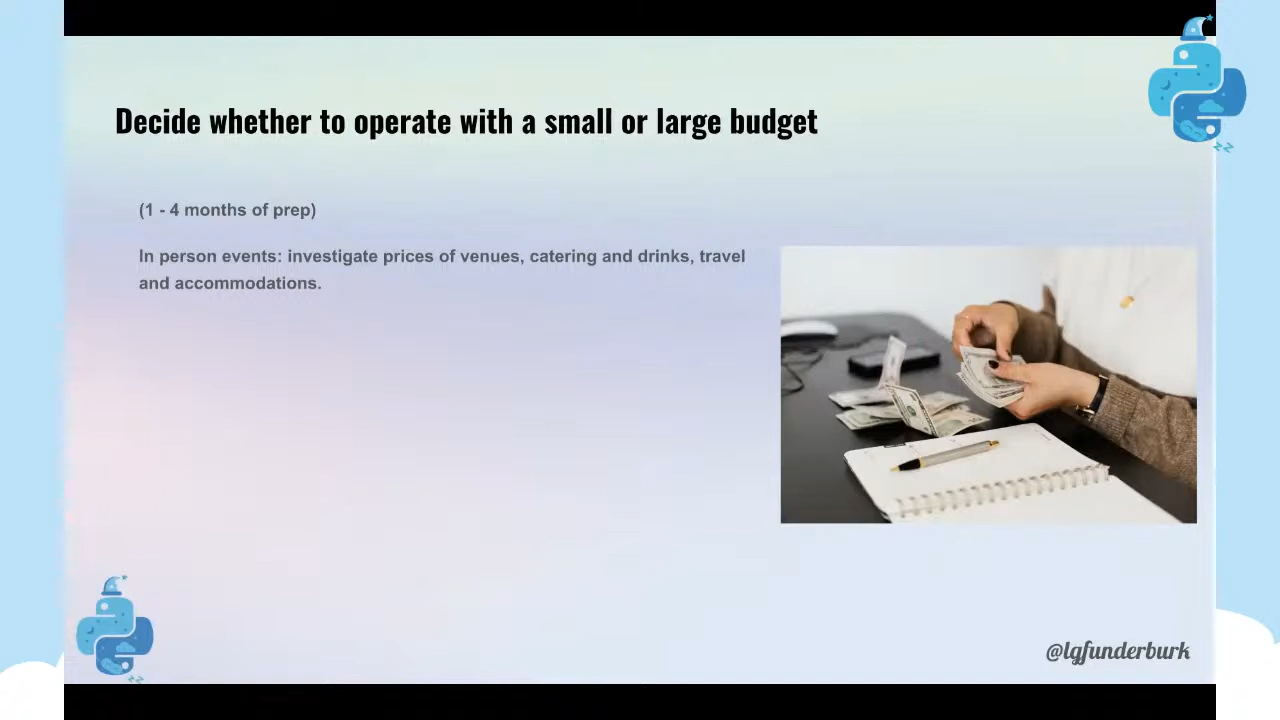 Decide whether to operate with a small or large budget
(1 - 4 months of prep)
In person events: investigate prices of venues, catering and drinks, travel
and accommodations.
@lgfunderburk